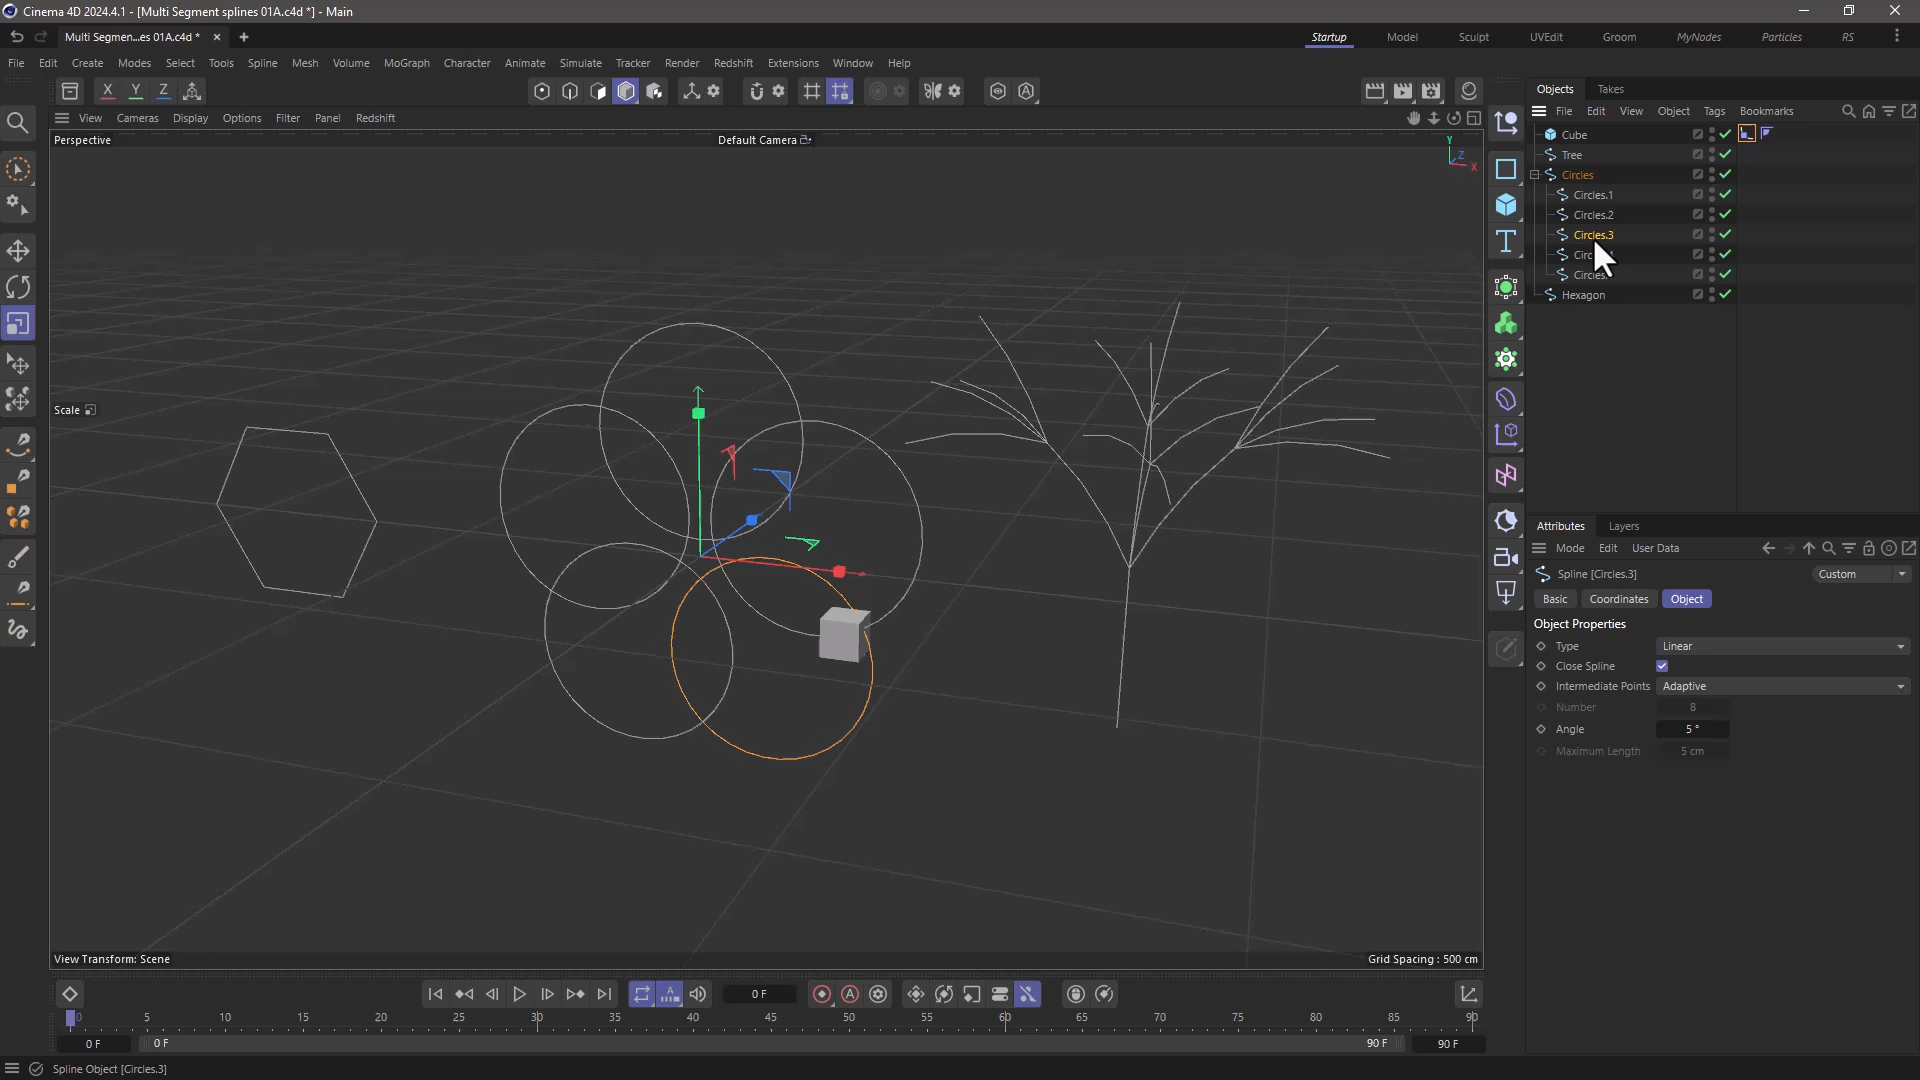 Cinema 4D 2024.4.1 - [Multi Segment splines 01A.c4d *] - Main
Multi Segmen...es 01A.c4d *
Startup
Model
Sculpt
UVEdit
Groom
MyNodes
Particles
RS
File Edit Create Modes Select Tools Spline Mesh Volume MoGraph Character Animate Simulate Tracker Render Redshift Extensions Window Help
X Y Z
Objects Takes
File Edit View Object Tags Bookmarks
View Cameras Display Options Filter Panel Redshift
Perspective
Default Camera
Y
Z
X
Cube
Tree
Circles
Circles.1
Circles.2
Circles.3
Circ
Circles.
Hexagon
Scale
Attributes Layers
Mode Edit User Data
Spline [Circles.3]
Custom
Basic Coordinates Object
Object Properties
Type Linear
Close Spline
Intermediate Points Adaptive
Number 8
Angle 5 °
Maximum Length 5 cm
View Transform: Scene
Grid Spacing : 500 cm
0 F
0 5 10 15 20 25 30 35 40 45 50 55 60 65 70 75 80 85 90
0 F
0 F
90 F
90 F
Spline Object [Circles.3]